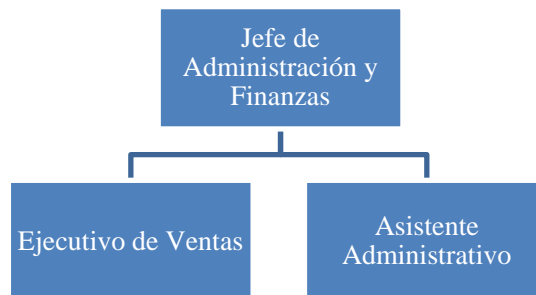 Jefe de
Administración y
Finanzas
Ejecutivo de Ventas
Asistente
Administrativo